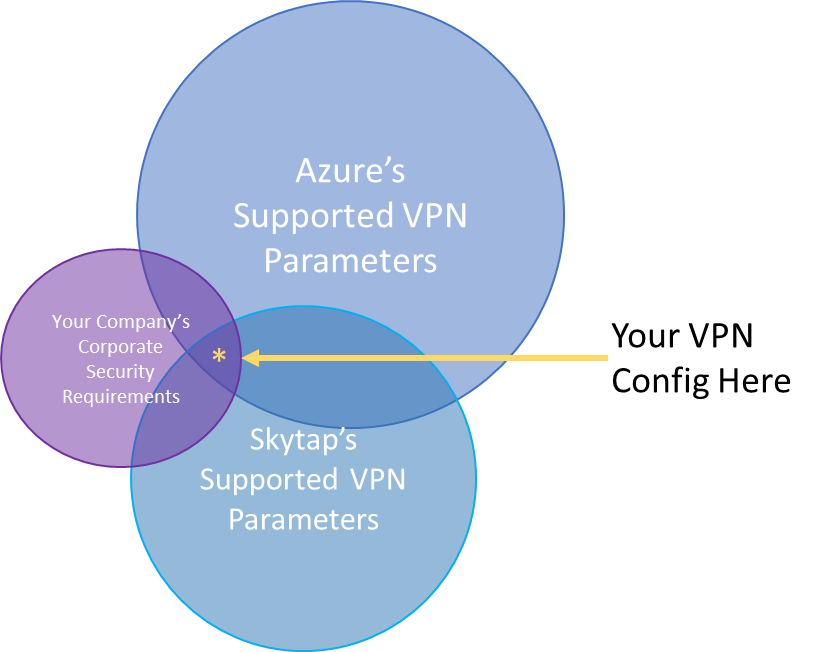 Azure’s
Supported VPN
Parameters
Your Company’s
Corporate
Security
Requirements
*
Your VPN
Config Here
Skytap’s
Supported VPN
Parameters